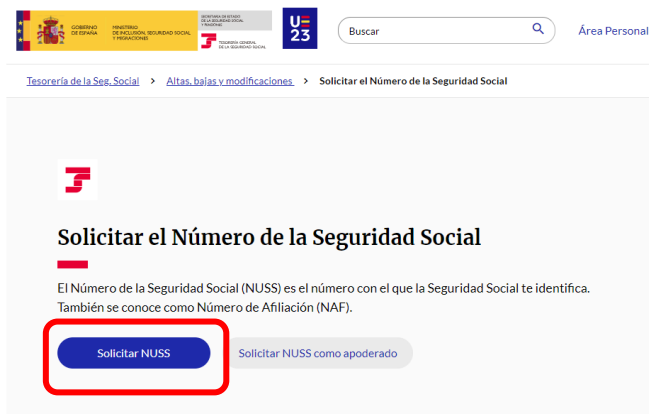 GOBIERNO
DE ESPAÑA
MINISTERIO
DE INCLUSIÓN, SEGURIDAD SOCIAL
Y MIGRACIONES
SECRETARÍA DE ESTADO
DE LA SEGURIDAD SOCIAL
Y PENSIONES
TESORERÍA GENERAL
DE LA SEGURIDAD SOCIAL
U
23
Buscar
Área Personal
Tesorería de la Seg. Social > Altas, bajas y modificaciones > Solicitar el Número de la Seguridad Social
Solicitar el Número de la Seguridad Social
El Número de la Seguridad Social (NUSS) es el número con el que la Seguridad Social te identifica.
También se conoce como Número de Afiliación (NAF).
Solicitar NUSS
Solicitar NUSS como apoderado